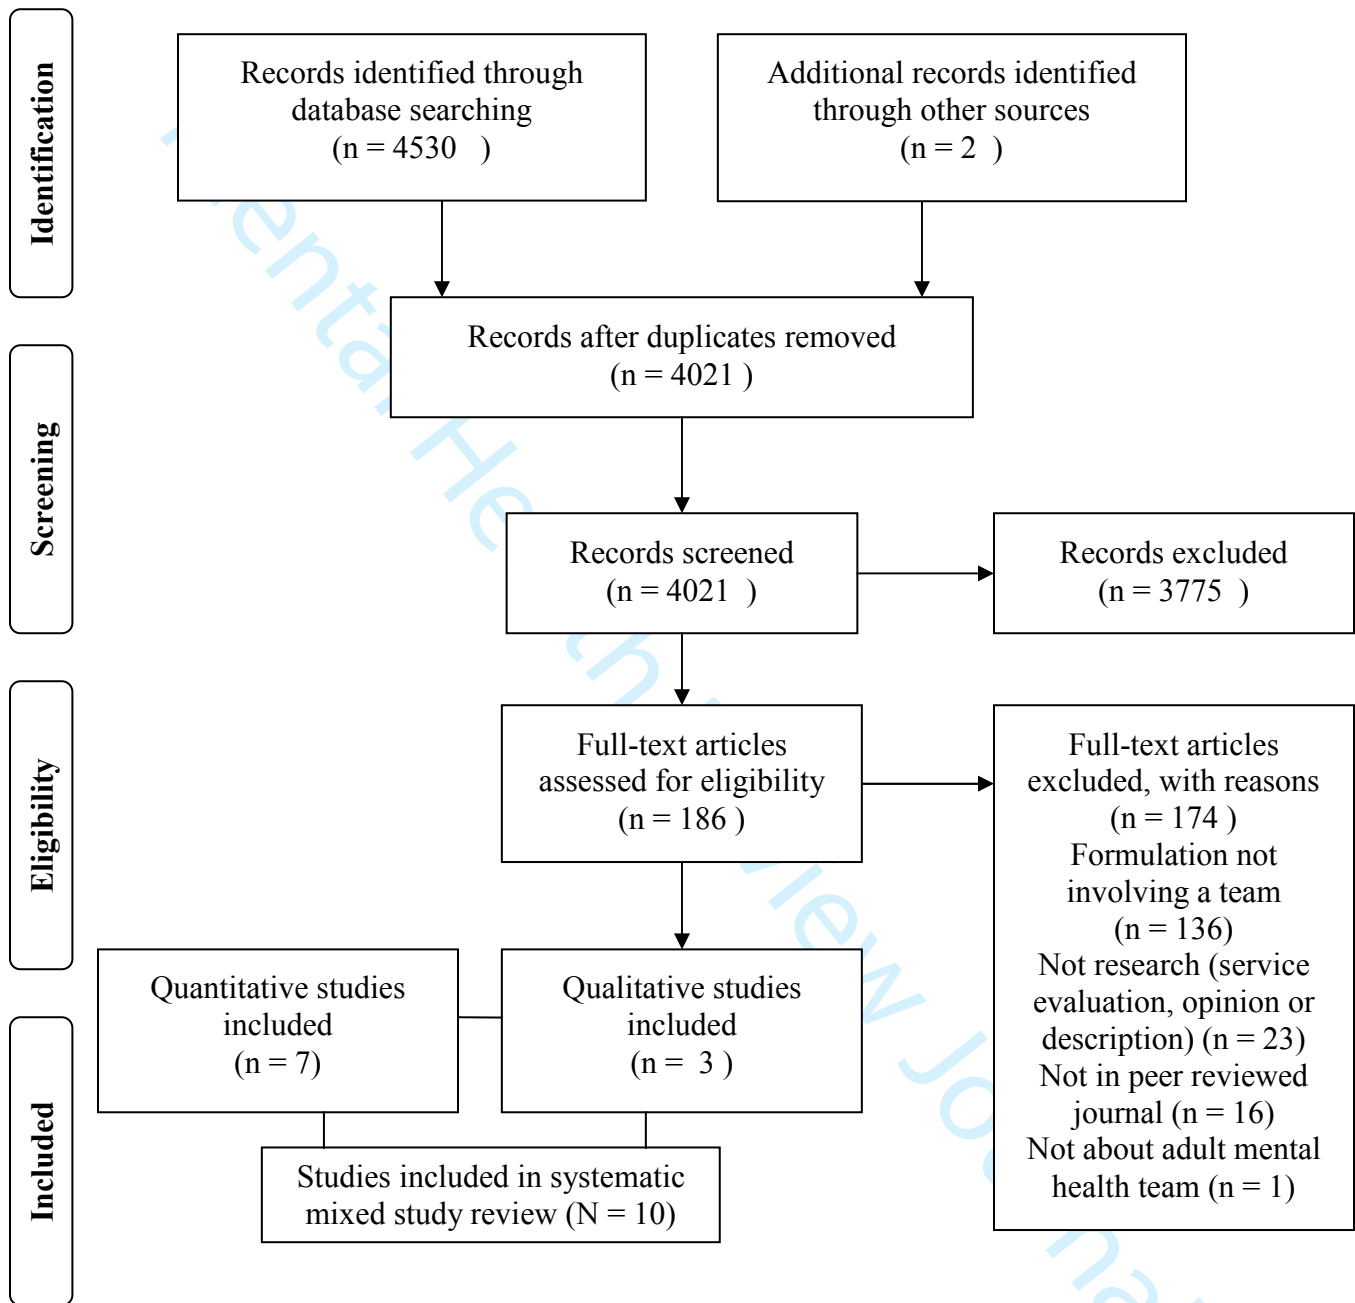 Identification
Records identified through
database searching
(n = 4530   )
Additional records identified
through other sources
(n = 2  )
Records after duplicates removed
(n = 4021 )
Screening
Records screened
(n = 4021  )
Records excluded
(n = 3775  )
Eligibility
Full-text articles
assessed for eligibility
(n = 186 )
Full-text articles
excluded, with reasons
(n = 174 )
Formulation not
involving a team
(n = 136)
Not research (service
evaluation, opinion or
description) (n = 23)
Not in peer reviewed
journal (n = 16)
Not about adult mental
health team (n = 1)
Quantitative studies
included
(n = 7)
Qualitative studies
included
(n =  3 )
Included
Studies included in systematic
mixed study review (N = 10)